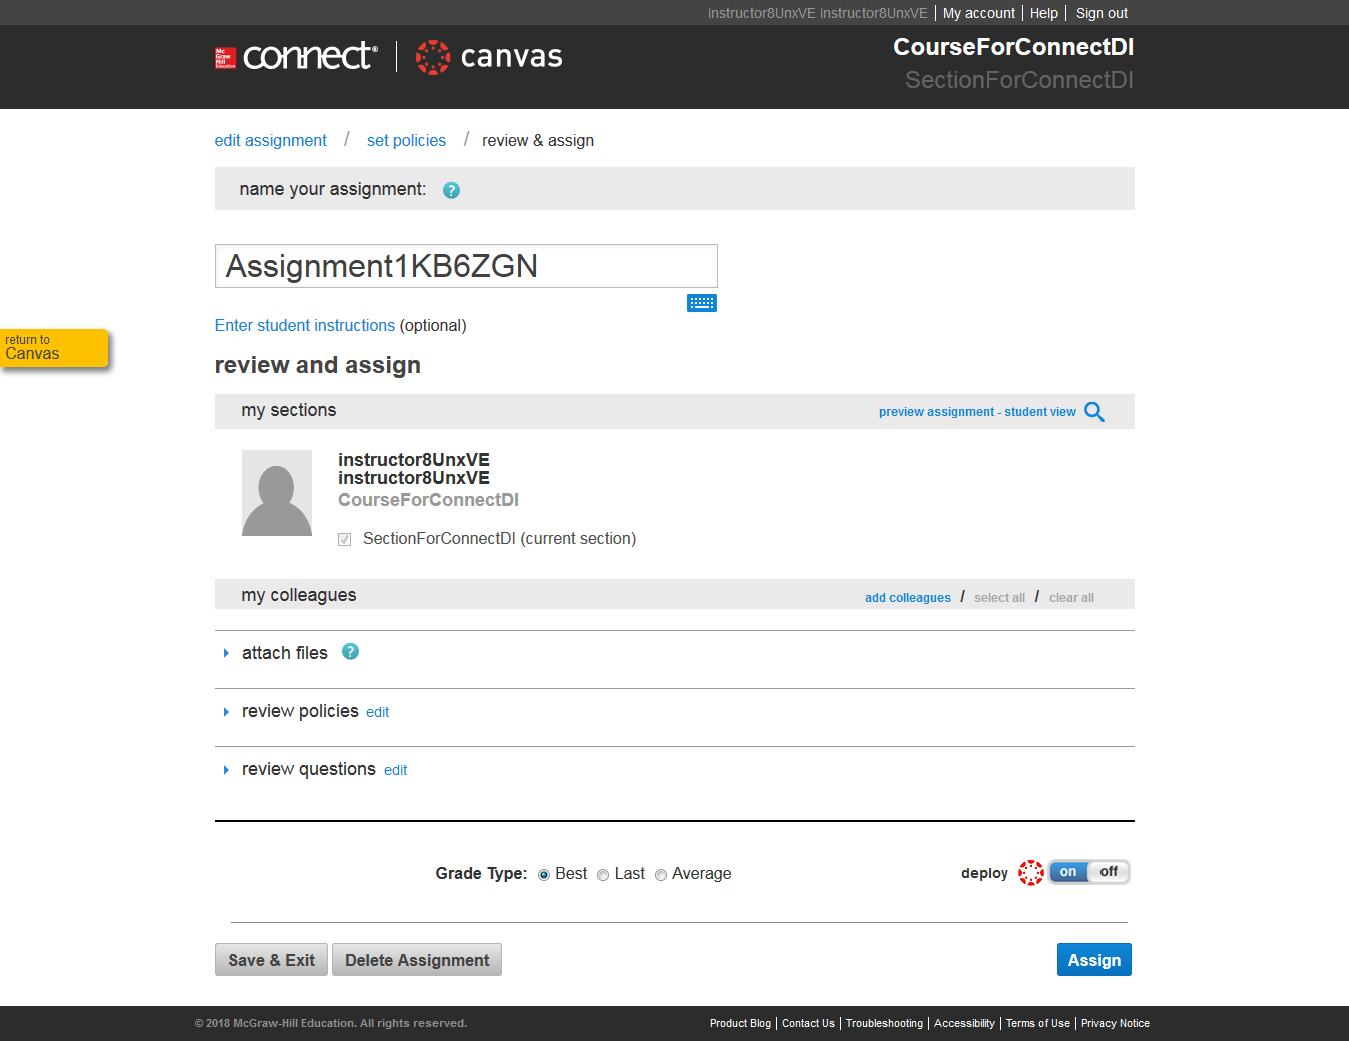 instructor8UnxVE instructor8UnxVE | My account | Help | Sign out
Mc Graw Hill Education connect® | canvas
CourseForConnectDI
SectionForConnectDI
edit assignment / set policies / review & assign
name your assignment: ?
Assignment1KB6ZGN
Enter student instructions (optional)
return to
Canvas
review and assign
my sections preview assignment - student view
instructor8UnxVE
instructor8UnxVE
CourseForConnectDI
SectionForConnectDI (current section)
my colleagues add colleagues / select all / clear all
attach files ?
review policies edit
review questions edit
Grade Type: Best Last Average deploy on off
Save & Exit Delete Assignment Assign
© 2018 McGraw-Hill Education. All rights reserved. Product Blog | Contact Us | Troubleshooting | Accessibility | Terms of Use | Privacy Notice